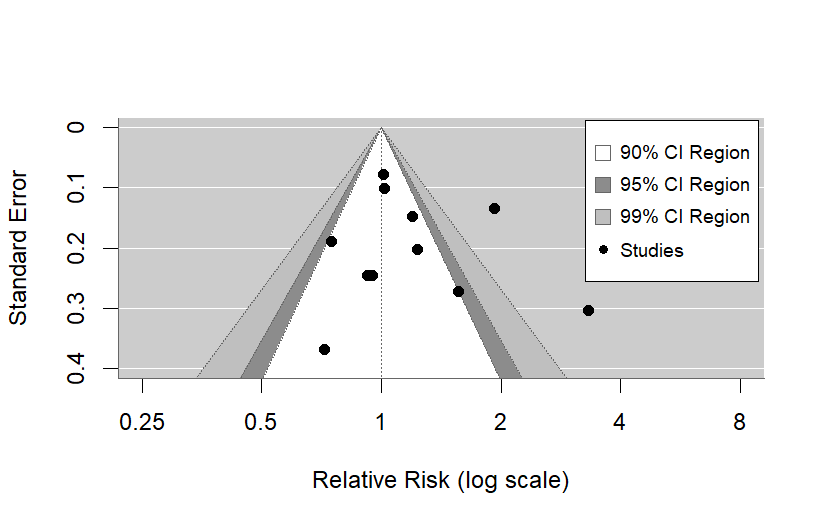 90% CI Region
95% CI Region
99% CI Region
Studies
Standard Error
0
0.1
0.2
0.3
0.4
0.25 0.5 1 2 4 8
Relative Risk (log scale)